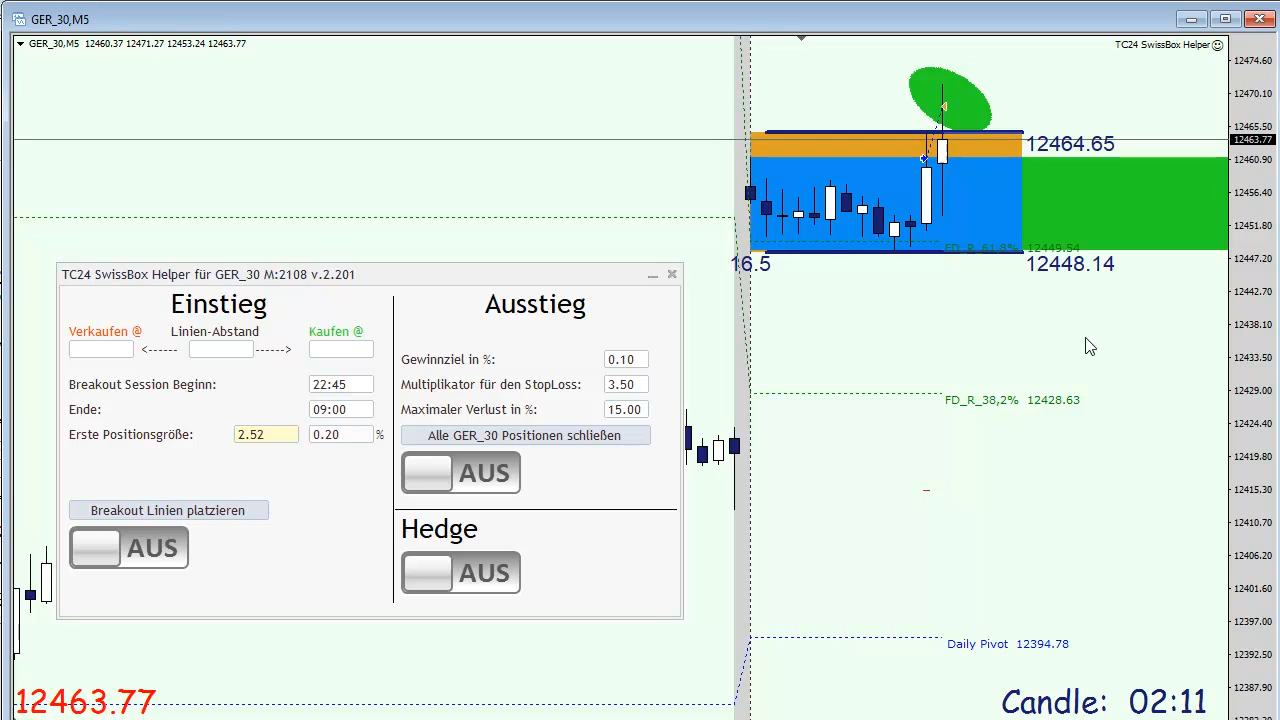 GER_30,M5
GER_30,M5 12460.37 12471.27 12453.24 12463.77
TC24 SwissBox Helper
12474.60
12470.10
12465.50
12463.77
12460.90
12456.40
12451.80
12447.20
12442.70
12438.10
12433.50
12429.00
12424.40
12419.80
12415.30
12410.70
12406.20
12401.60
12397.00
12392.50
12387.90
12464.65
FD_R_61,8% 12449.54
16.5
12448.14
FD_R_38,2% 12428.63
Daily Pivot 12394.78
TC24 SwissBox Helper für GER_30 M:2108 v.2.201
Einstieg
Verkaufen @ Linien-Abstand Kaufen @
<------ ------>
Breakout Session Beginn: 22:45
Ende: 09:00
Erste Positionsgröße: 2.52 0.20 %
Breakout Linien platzieren
AUS
Ausstieg
Gewinnziel in %: 0.10
Multiplikator für den StopLoss: 3.50
Maximaler Verlust in %: 15.00
Alle GER_30 Positionen schließen
AUS
Hedge
AUS
12463.77
Candle: 02:11